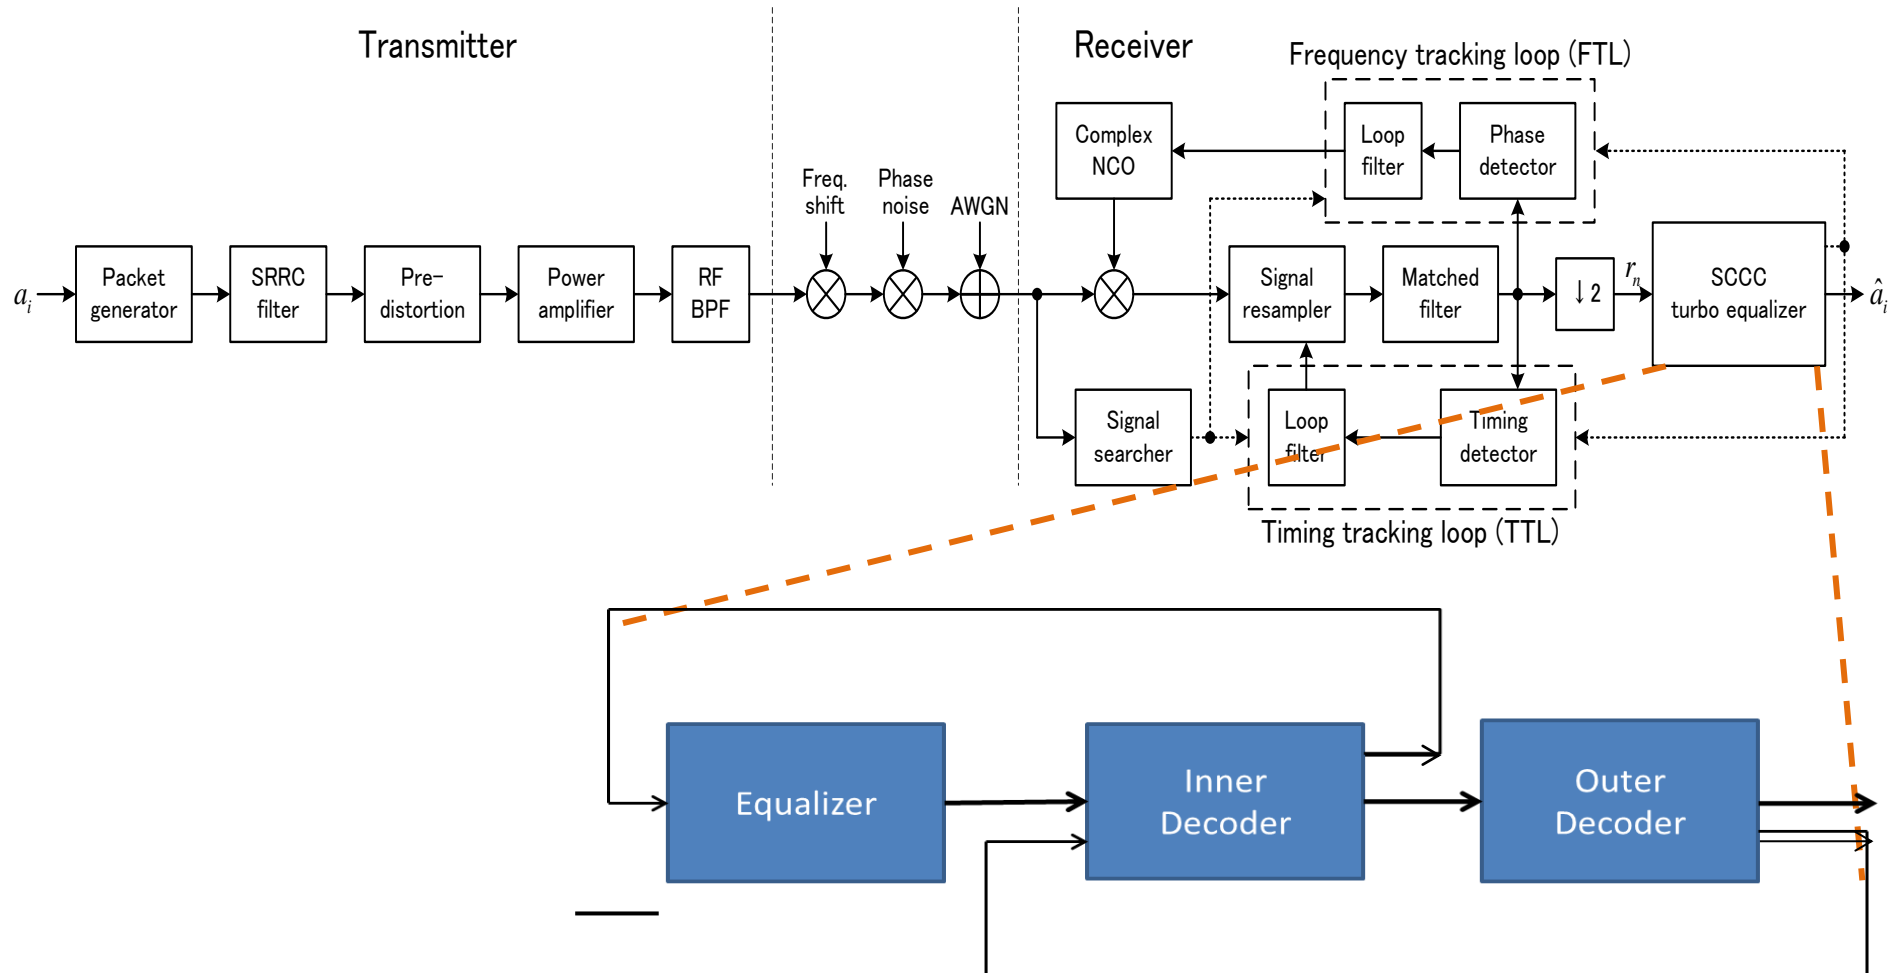 Transmitter
Receiver
Frequency tracking loop (FTL)
Complex
NCO
Loop
filter
Phase
detector
Freq.
shift
Phase
noise
AWGN
a_i
Packet
generator
SRRC
filter
Pre-
distortion
Power
amplifier
RF
BPF
Signal
resampler
Matched
filter
↓2
r_n
SCCC
turbo equalizer
â_i
Signal
searcher
Loop
filter
Timing
detector
Timing tracking loop (TTL)
Equalizer
Inner
Decoder
Outer
Decoder